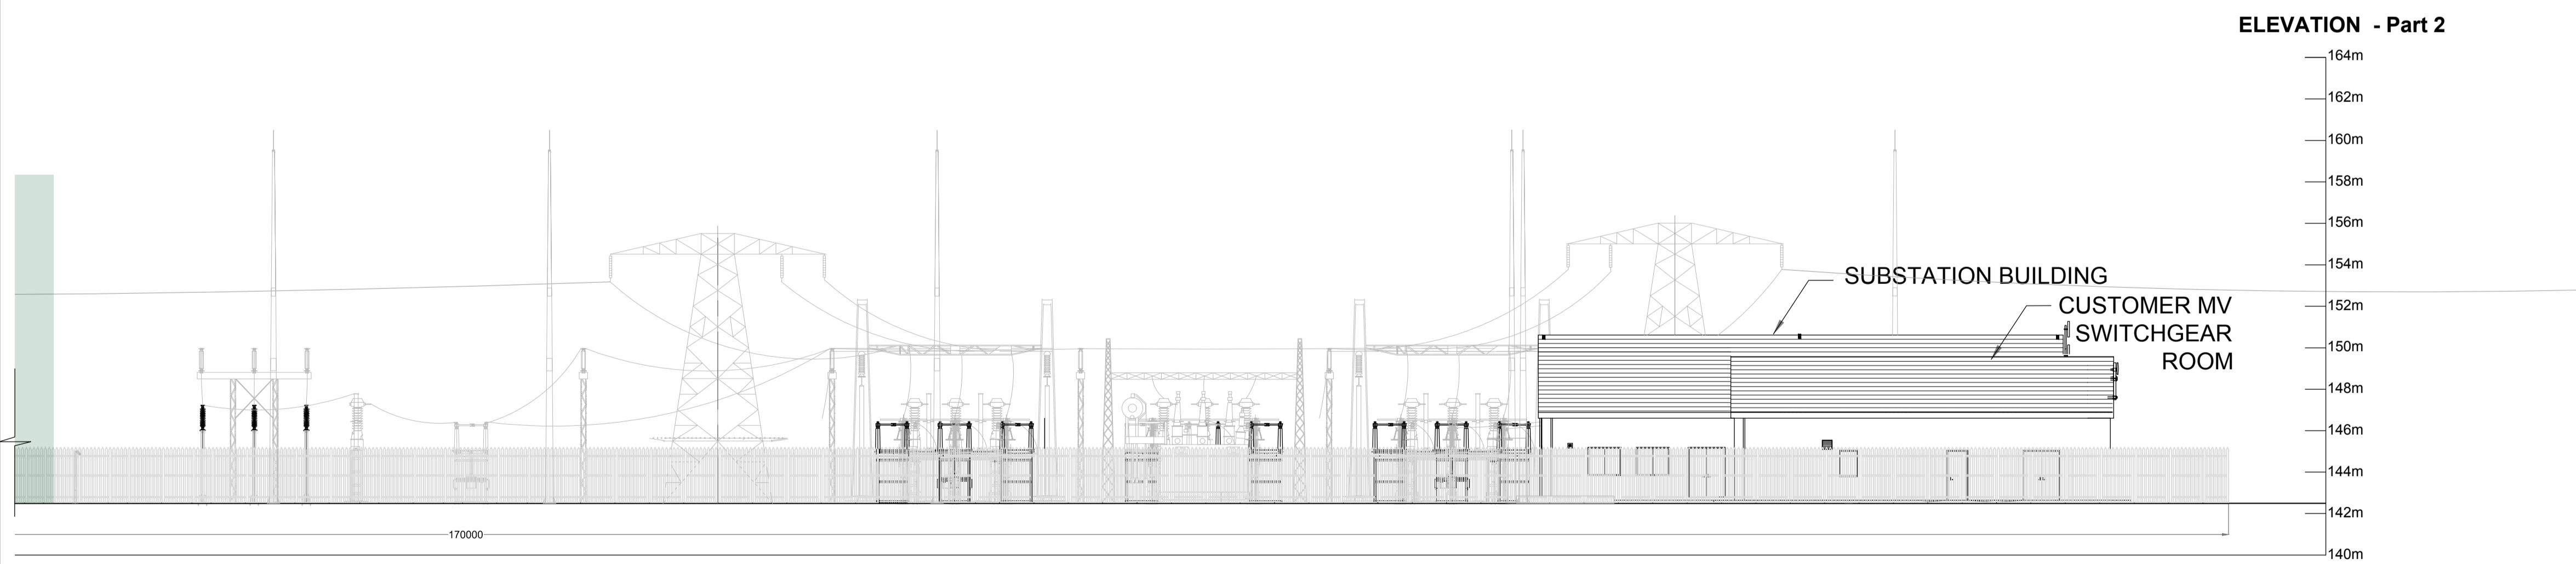 ELEVATION - Part 2
164m
162m
160m
158m
156m
154m
152m
150m
148m
146m
144m
142m
140m
SUBSTATION BUILDING
CUSTOMER MV
SWITCHGEAR
ROOM
170000